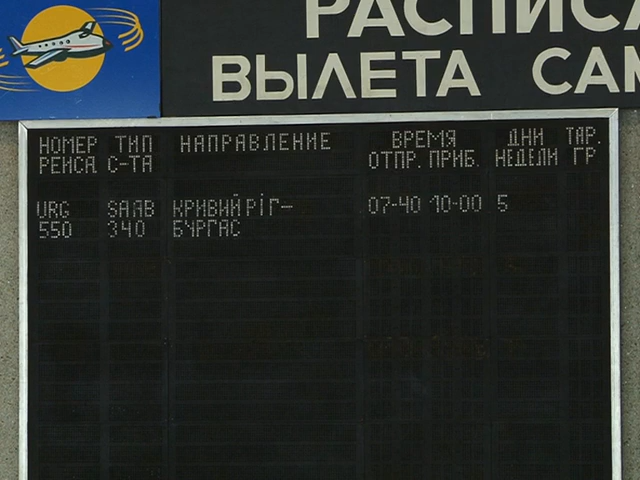 РАСПИСА
ВЫЛЕТА САМ
НОМЕР ТИП НАПРАВЛЕНИЕ ВРЕМЯ ДНИ ТАР.
РЕИСА С-ТА ОТПР. ПРИБ. НЕДЕЛИ ГР
URG SAAB КРИВИЙ РІГ- 07-40 10-00 5
550 340 БУРГАС